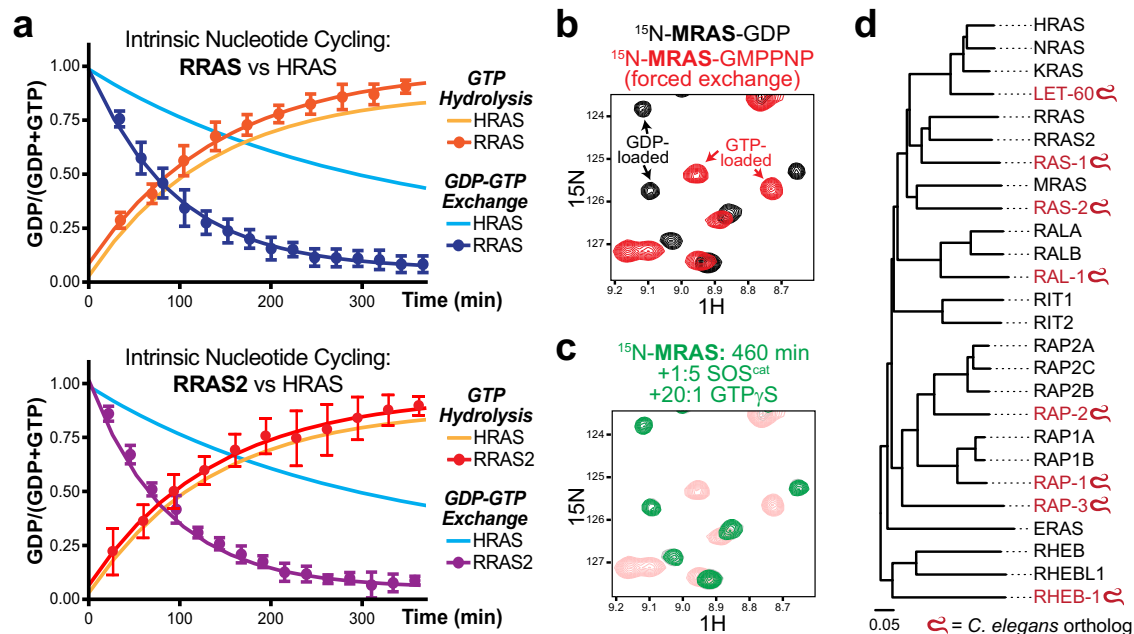 a
Intrinsic Nucleotide Cycling:
RRAS vs HRAS
GDP/(GDP+GTP)
1.00
0.75
0.50
0.25
0.00
0
100
200
300
Time (min)
GTP
Hydrolysis
HRAS
RRAS
GDP-GTP
Exchange
HRAS
RRAS
Intrinsic Nucleotide Cycling:
RRAS2 vs HRAS
GDP/(GDP+GTP)
1.00
0.75
0.50
0.25
0.00
0
100
200
300
Time (min)
GTP
Hydrolysis
HRAS
RRAS2
GDP-GTP
Exchange
HRAS
RRAS2
b
¹⁵N-MRAS-GDP
¹⁵N-MRAS-GMPPNP
(forced exchange)
GDP-
loaded
GTP-
loaded
15N
124
125
126
127
9.2
9.1
9.0
8.9
8.8
8.7
1H
c
¹⁵N-MRAS: 460 min
+1:5 SOSᶜᵃᵗ
+20:1 GTPγS
15N
124
125
126
127
9.2
9.1
9.0
8.9
8.8
8.7
1H
d
HRAS
NRAS
KRAS
LET-60
RRAS
RRAS2
RAS-1
MRAS
RAS-2
RALA
RALB
RAL-1
RIT1
RIT2
RAP2A
RAP2C
RAP2B
RAP-2
RAP1A
RAP1B
RAP-1
RAP-3
ERAS
RHEB
RHEBL1
RHEB-1
0.05
= C. elegans ortholog